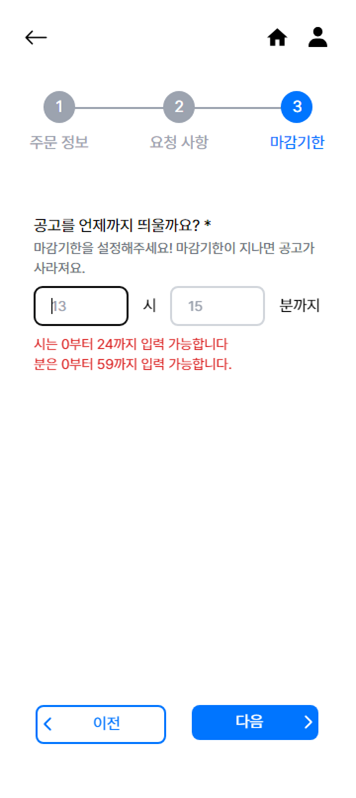 1 2 3
주문 정보 요청 사항 마감기한
공고를 언제까지 띄울까요? *
마감기한을 설정해주세요! 마감기한이 지나면 공고가
사라져요.
13 시 15 분까지
시는 0부터 24까지 입력 가능합니다
분은 0부터 59까지 입력 가능합니다.
이전 다음